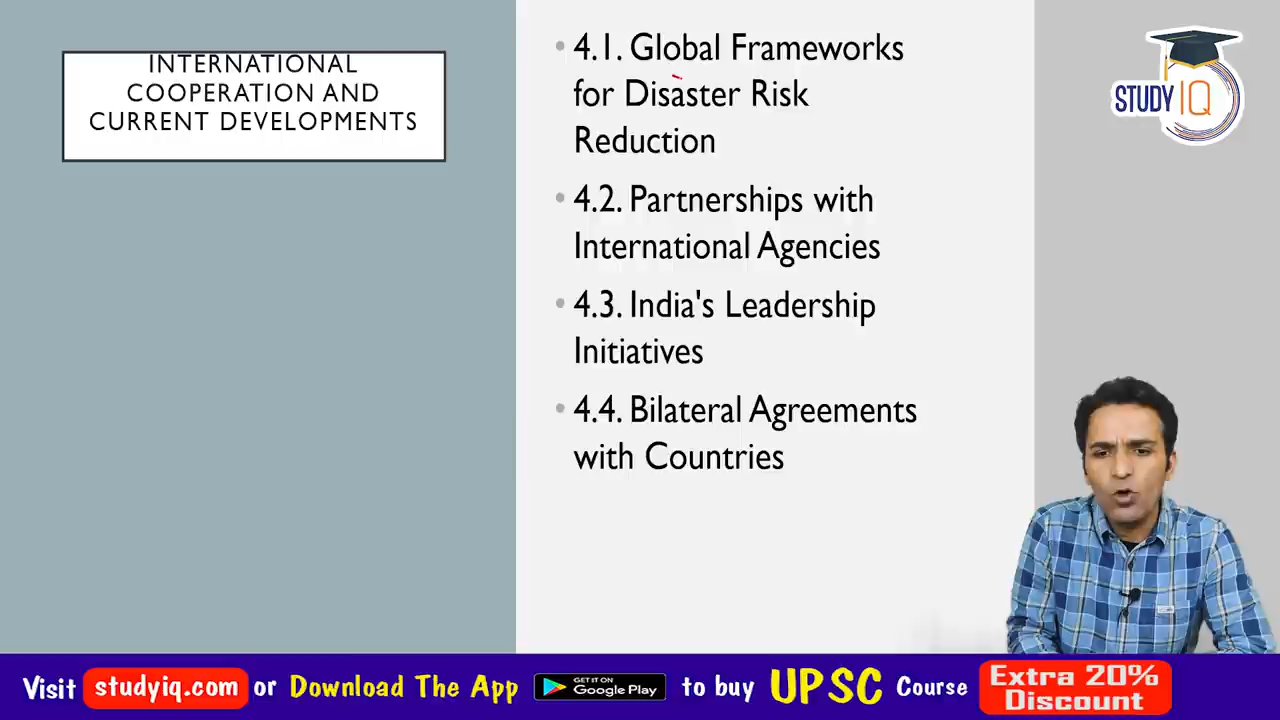 INTERNATIONAL
COOPERATION AND
CURRENT DEVELOPMENTS
• 4.1. Global Frameworks
for Disaster Risk
Reduction
• 4.2. Partnerships with
International Agencies
• 4.3. India's Leadership
Initiatives
• 4.4. Bilateral Agreements
with Countries
STUDY IQ
Visit studyiq.com or Download The App GET IT ON Google Play to buy UPSC Course Extra 20% Discount